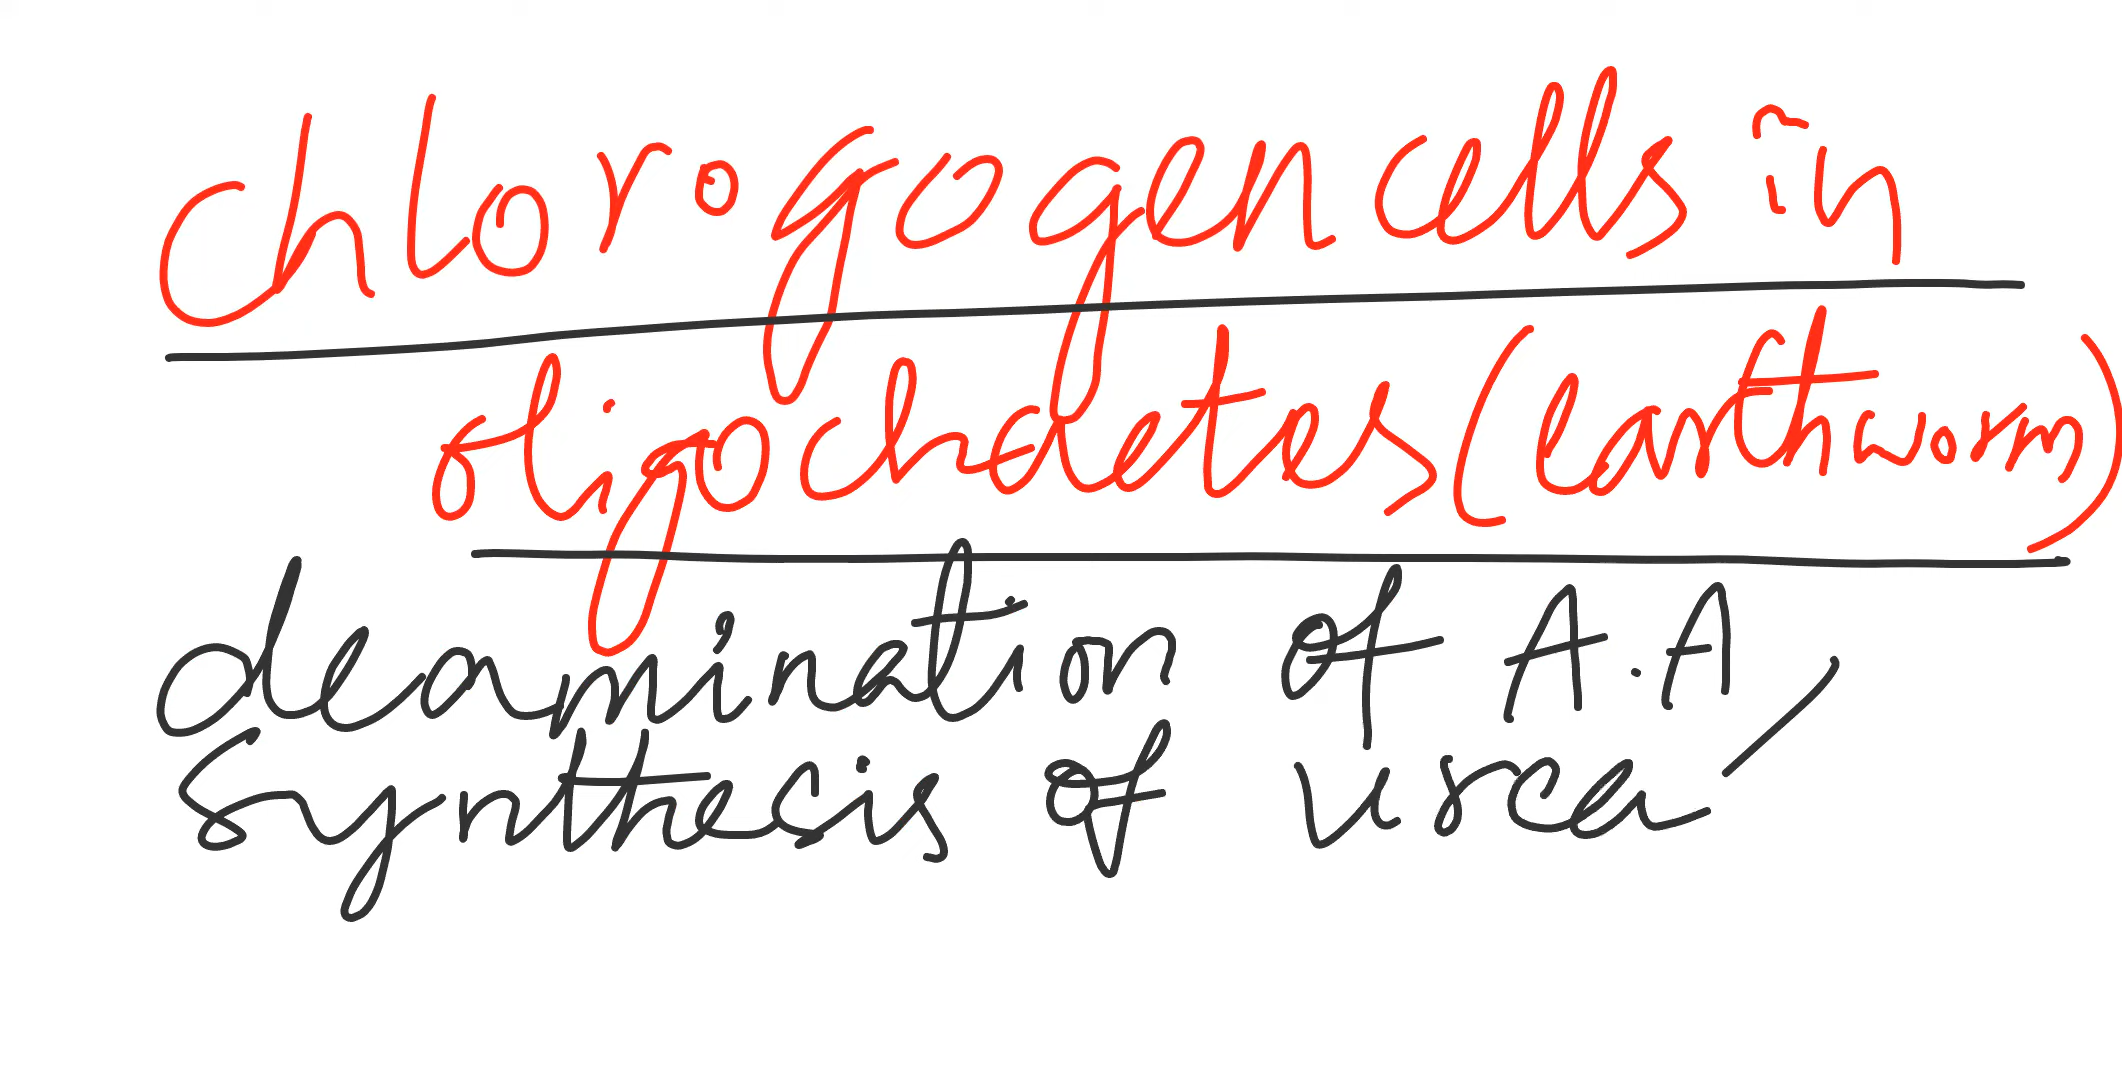 chlorogogen cells in
oligochaetes (earthworm)
deamination of A.A,
synthesis of urea